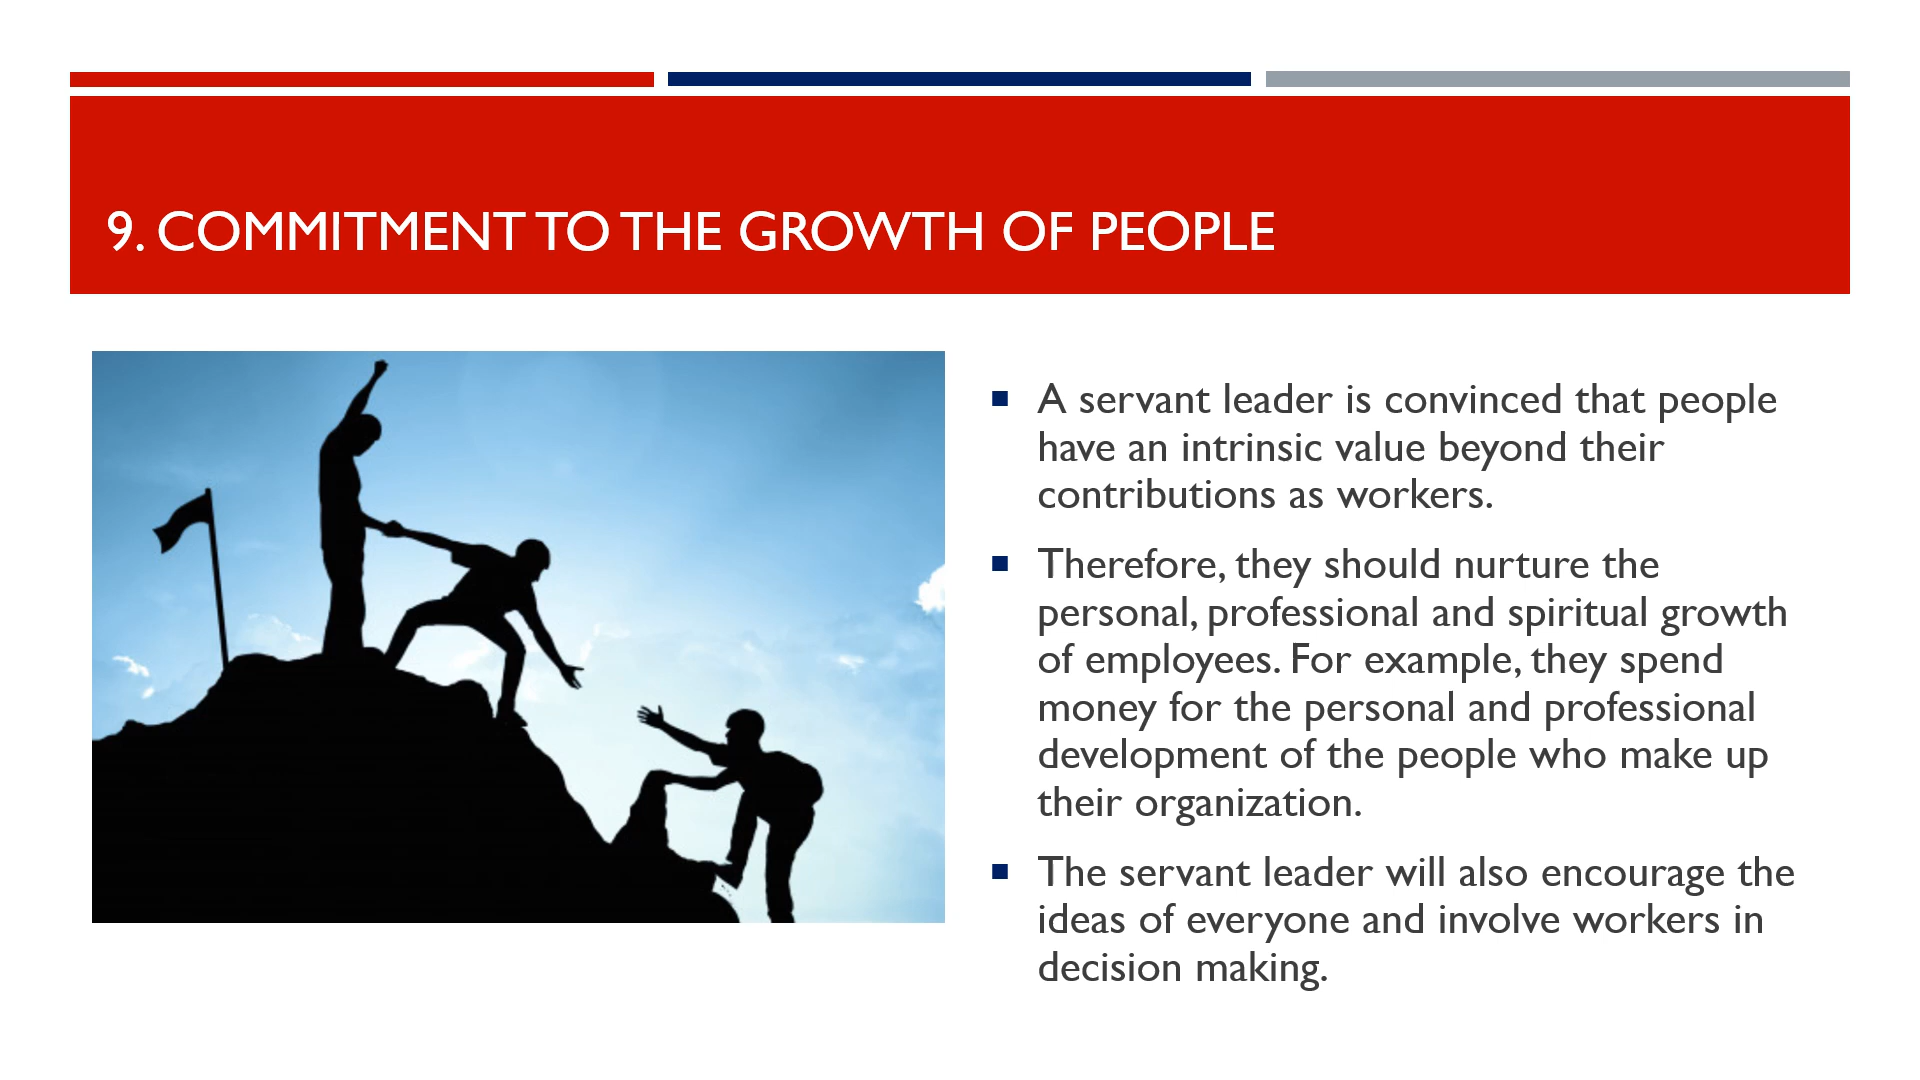 9. COMMITMENT TO THE GROWTH OF PEOPLE
A servant leader is convinced that people
have an intrinsic value beyond their
contributions as workers.
Therefore, they should nurture the
personal, professional and spiritual growth
of employees. For example, they spend
money for the personal and professional
development of the people who make up
their organization.
The servant leader will also encourage the
ideas of everyone and involve workers in
decision making.